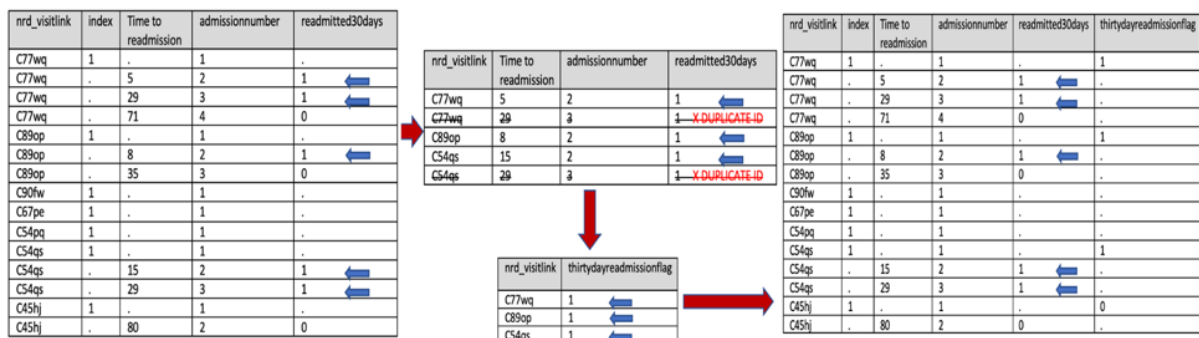 nrd_visitlink index Time to readmission admissionnumber readmitted30days
C77wq 1 . 1 .
C77wq . 5 2 1
C77wq . 29 3 1
C77wq . 71 4 0
C89op 1 . 1 .
C89op . 8 2 1
C89op . 35 3 0
C90fw 1 . 1 .
C67pe 1 . 1 .
C54pq 1 . 1 .
C54qs 1 . 1 .
C54qs . 15 2 1
C54qs . 29 3 1
C45hj 1 . 1 .
C45hj . 80 2 0
nrd_visitlink Time to readmission admissionnumber readmitted30days
C77wq 5 2 1
C77wq 29 3 1 X DUPLICATE ID
C89op 8 2 1
C54qs 15 2 1
C54qs 29 3 1 X DUPLICATE ID
nrd_visitlink thirtydayreadmissionflag
C77wq 1
C89op 1
C54qs 1
nrd_visitlink index Time to readmission admissionnumber readmitted30days thirtydayreadmissionflag
C77wq 1 . 1 . 1
C77wq . 5 2 1 .
C77wq . 29 3 1 .
C77wq . 71 4 0 .
C89op 1 . 1 . 1
C89op . 8 2 1 .
C89op . 35 3 0 .
C90fw 1 . 1 . .
C67pe 1 . 1 . .
C54pq 1 . 1 . .
C54qs 1 . 1 . 1
C54qs . 15 2 1 .
C54qs . 29 3 1 .
C45hj 1 . 1 . 0
C45hj . 80 2 0 .